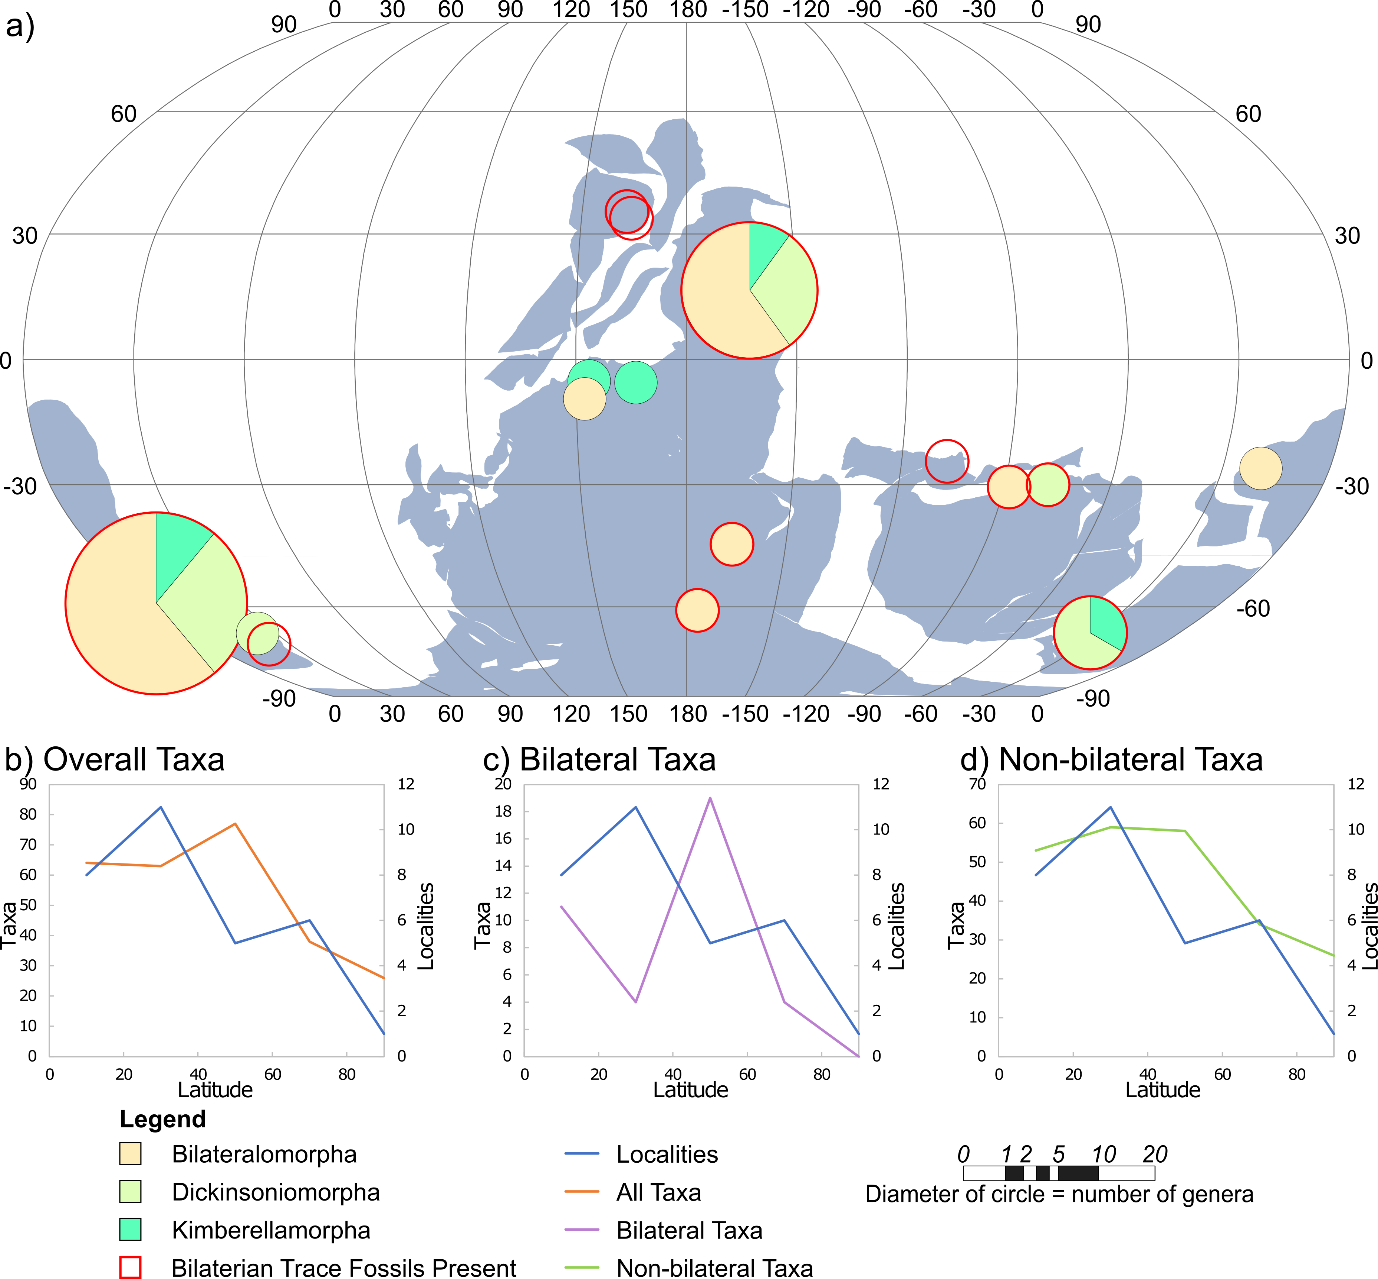 a)
0 30 60 90 120 150 180 -150 -120 -90 -60 -30 0
90 90
60 60
30 30
0 0
-30 -30
-60
-90 -90
0 30 60 90 120 150 180 -150 -120 -90 -60 -30 0
b) Overall Taxa
90
80
70
60
50
40
30
20
10
0
Taxa
12
10
8
6
4
2
0
Localities
0 20 40 60 80
Latitude
c) Bilateral Taxa
20
18
16
14
12
10
8
6
4
2
0
Taxa
12
10
8
6
4
2
0
Localities
0 20 40 60 80
Latitude
d) Non-bilateral Taxa
70
60
50
40
30
20
10
0
Taxa
12
10
8
6
4
2
0
Localities
0 20 40 60 80
Latitude
Legend
Bilateralomorpha
Dickinsoniomorpha
Kimberellamorpha
Bilaterian Trace Fossils Present
Localities
All Taxa
Bilateral Taxa
Non-bilateral Taxa
0 1 2 5 10 20
Diameter of circle = number of genera